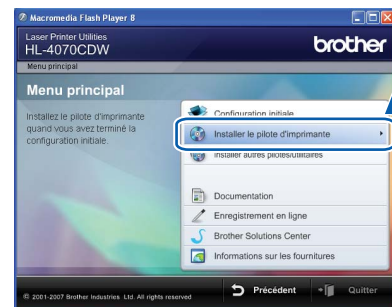 Macromedia Flash Player 8
Laser Printer Utilities
HL-4070CDW
brother
Menu principal
Menu principal
Installez le pilote d'imprimante
quand vous avez terminé la
configuration initiale.
Configuration initiale
Installer le pilote d'imprimante
Installer autres pilotes/utilitaires
Documentation
Enregistrement en ligne
Brother Solutions Center
Informations sur les fournitures
© 2001-2007 Brother Industries Ltd. All rights reserved
Précédent
Quitter